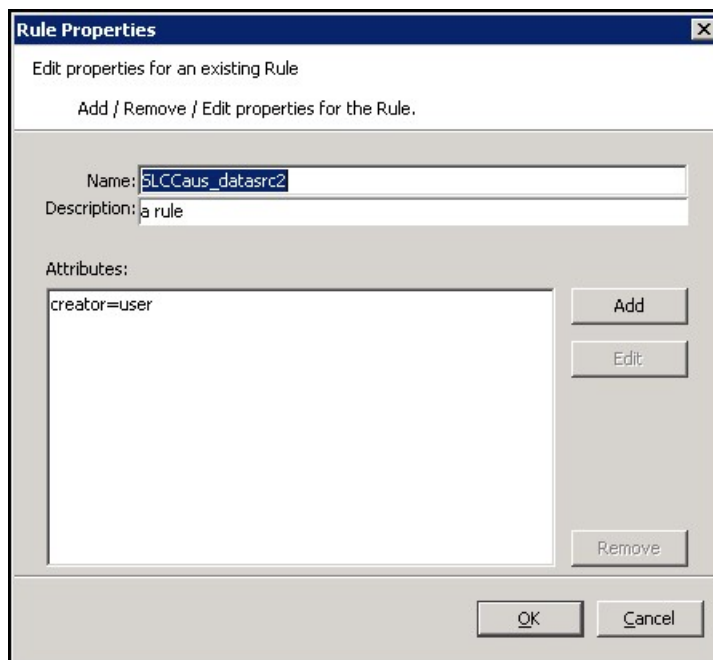 Rule Properties
Edit properties for an existing Rule
Add / Remove / Edit properties for the Rule.
Name: SLCCaus_datasrc2
Description: a rule
Attributes:
creator=user
Add
Edit
Remove
OK
Cancel